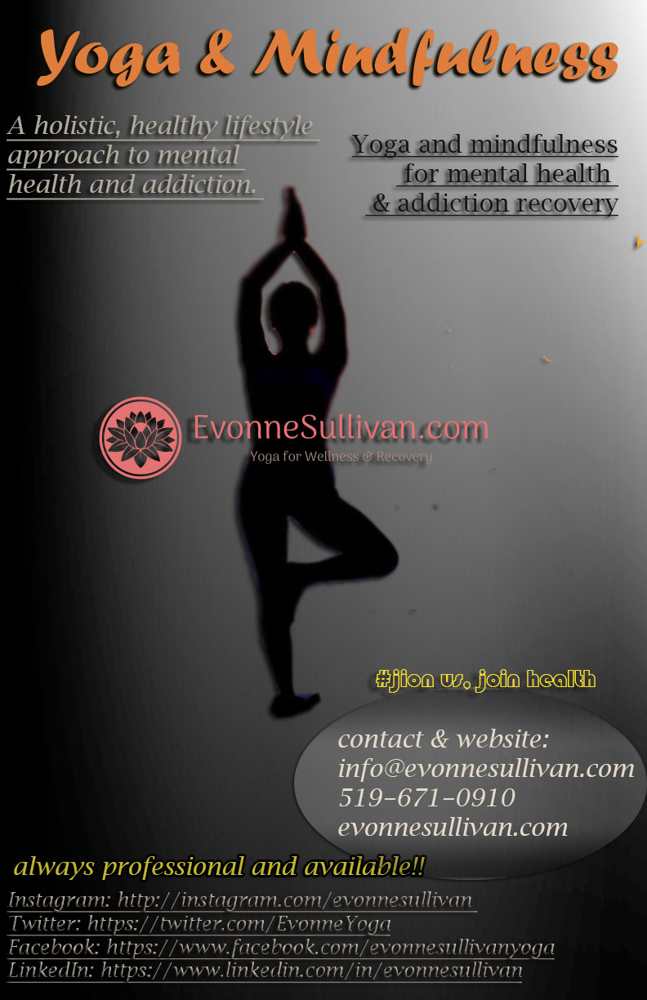 Yoga & Mindfulness
A holistic, healthy lifestyle
approach to mental
health and addiction.
Yoga and mindfulness
for mental health
& addiction recovery
EvonneSullivan.com
Yoga for Wellness & Recovery
#jion us, join health
contact & website:
info@evonnesullivan.com
519-671-0910
evonnesullivan.com
always professional and available!!
Instagram: http://instagram.com/evonnesullivan
Twitter: https://twitter.com/EvonneYoga
Facebook: https://www.facebook.com/evonnesullivanyoga
LinkedIn: https://www.linkedin.com/in/evonnesullivan